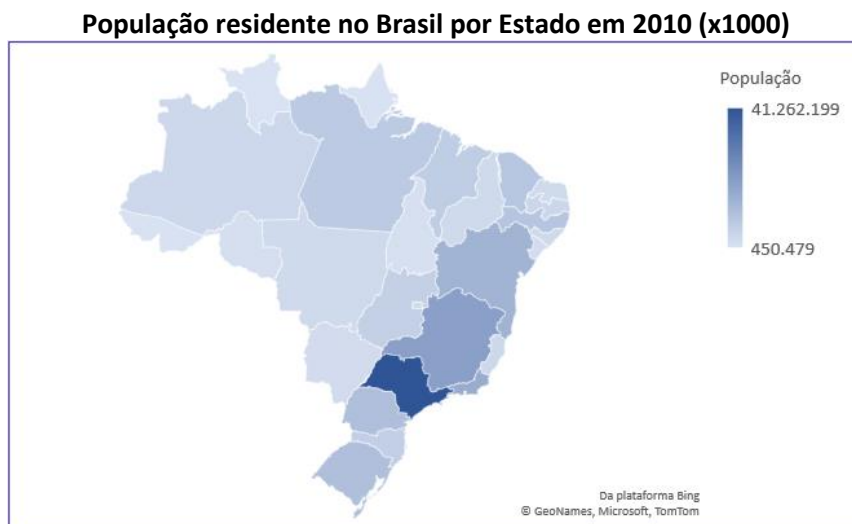 População residente no Brasil por Estado em 2010 (x1000)
População
41.262.199
450.479
Da plataforma Bing
© GeoNames, Microsoft, TomTom